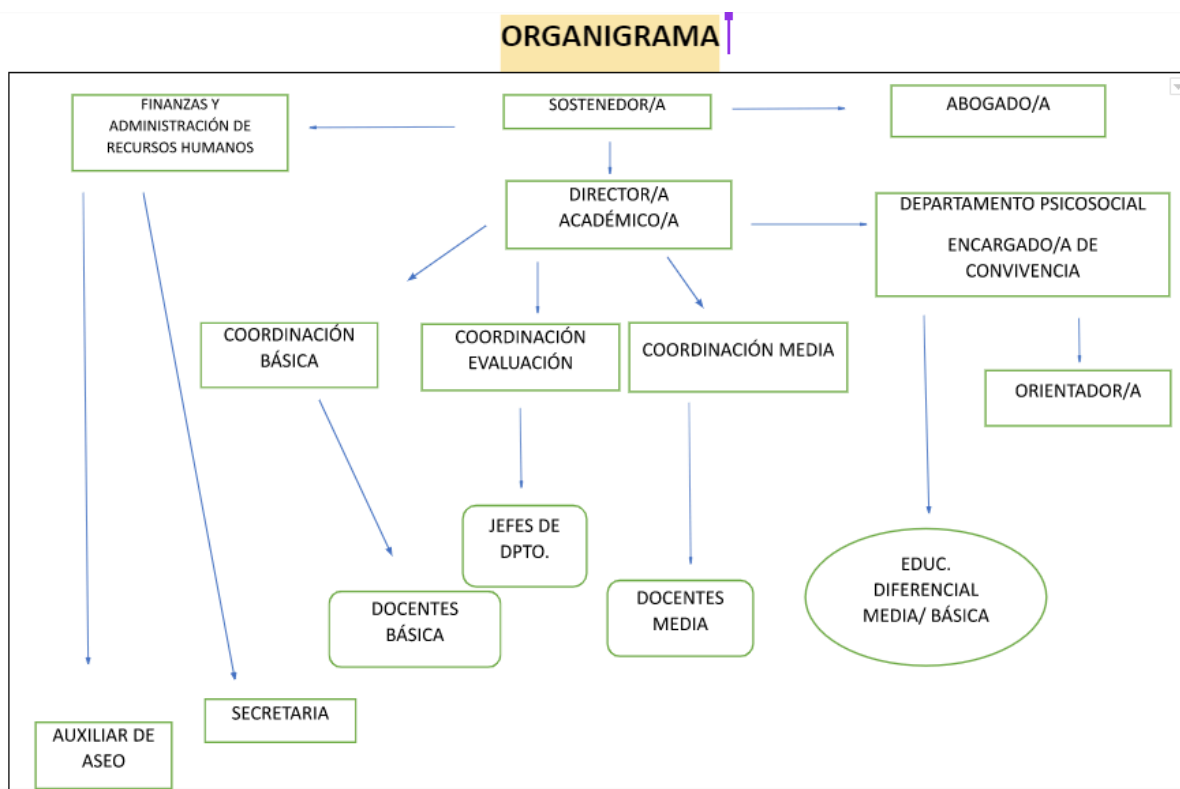 ORGANIGRAMA
FINANZAS Y
ADMINISTRACIÓN DE
RECURSOS HUMANOS
SOSTENEDOR/A
ABOGADO/A
DIRECTOR/A
ACADÉMICO/A
DEPARTAMENTO PSICOSOCIAL
ENCARGADO/A DE
CONVIVENCIA
COORDINACIÓN
BÁSICA
COORDINACIÓN
EVALUACIÓN
COORDINACIÓN MEDIA
ORIENTADOR/A
JEFES DE
DPTO.
DOCENTES
BÁSICA
DOCENTES
MEDIA
EDUC.
DIFERENCIAL
MEDIA/ BÁSICA
SECRETARIA
AUXILIAR DE
ASEO